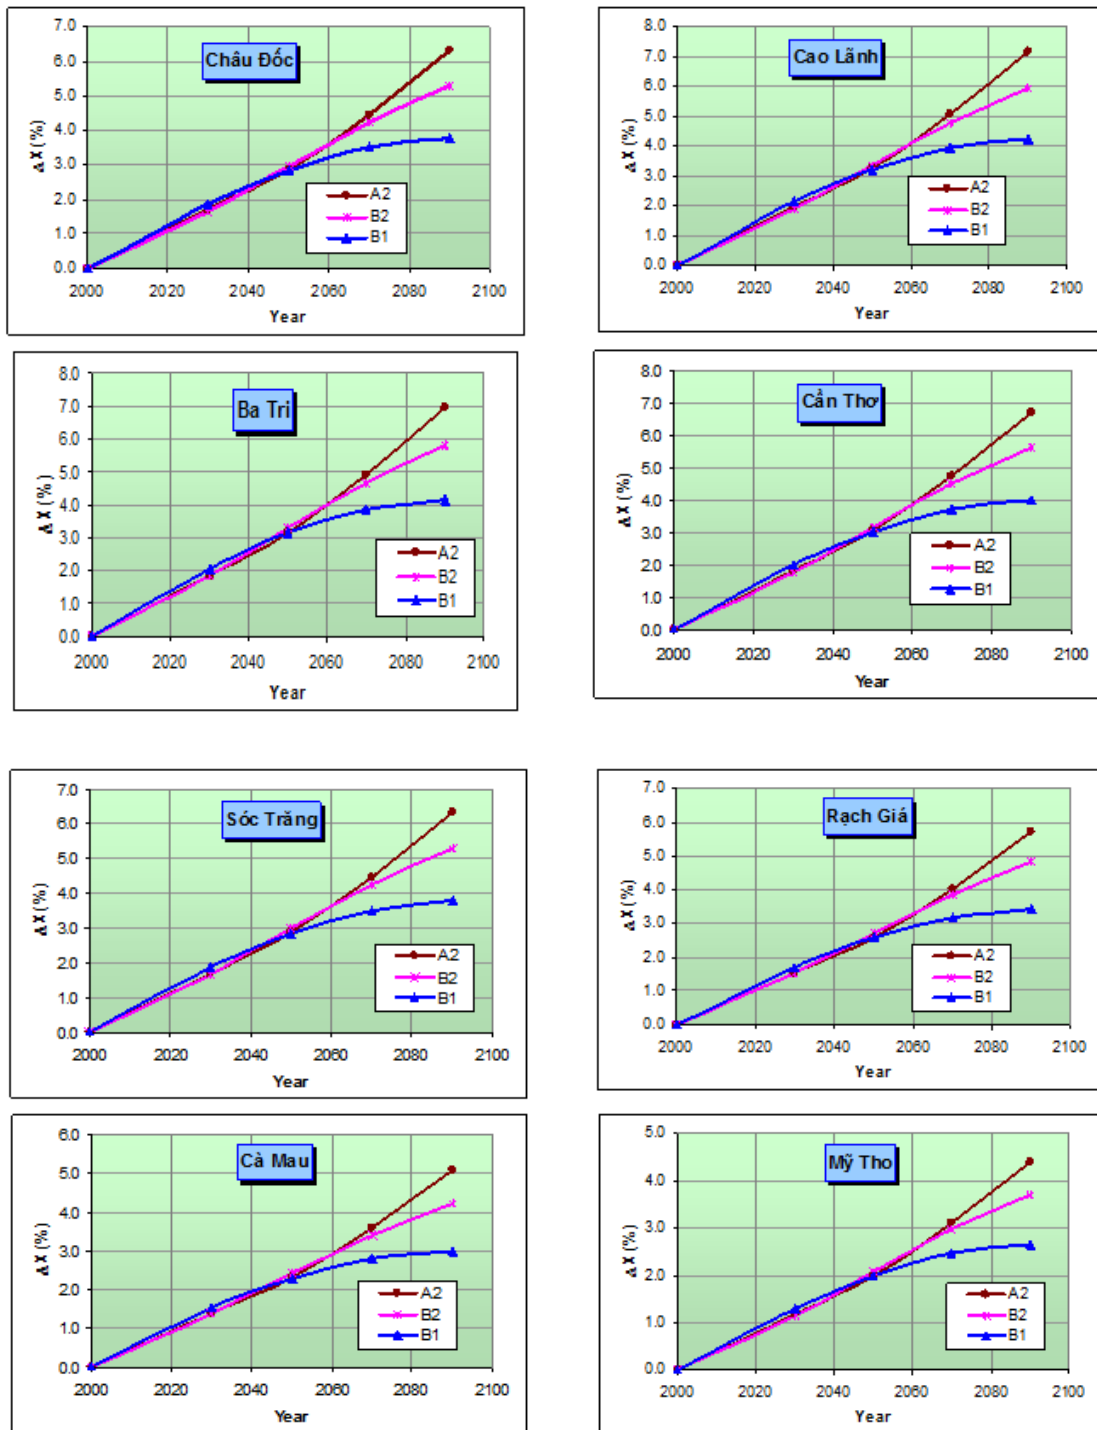 Châu Đốc
Δ X (%)
7.0
6.0
5.0
4.0
3.0
2.0
1.0
0.0
A2
B2
B1
2000 2020 2040 2060 2080 2100
Year
Cao Lãnh
Δ X (%)
8.0
7.0
6.0
5.0
4.0
3.0
2.0
1.0
0.0
A2
B2
B1
2000 2020 2040 2060 2080 2100
Year
Ba Tri
Δ X (%)
8.0
7.0
6.0
5.0
4.0
3.0
2.0
1.0
0.0
A2
B2
B1
2000 2020 2040 2060 2080 2100
Year
Cần Thơ
Δ X (%)
8.0
7.0
6.0
5.0
4.0
3.0
2.0
1.0
0.0
A2
B2
B1
2000 2020 2040 2060 2080 2100
Year
Sóc Trăng
Δ X (%)
7.0
6.0
5.0
4.0
3.0
2.0
1.0
0.0
A2
B2
B1
2000 2020 2040 2060 2080 2100
Year
Rạch Giá
Δ X (%)
7.0
6.0
5.0
4.0
3.0
2.0
1.0
0.0
A2
B2
B1
2000 2020 2040 2060 2080 2100
Year
Cà Mau
Δ X (%)
6.0
5.0
4.0
3.0
2.0
1.0
0.0
A2
B2
B1
2000 2020 2040 2060 2080 2100
Year
Mỹ Tho
Δ X (%)
5.0
4.0
3.0
2.0
1.0
0.0
A2
B2
B1
2000 2020 2040 2060 2080 2100
Year